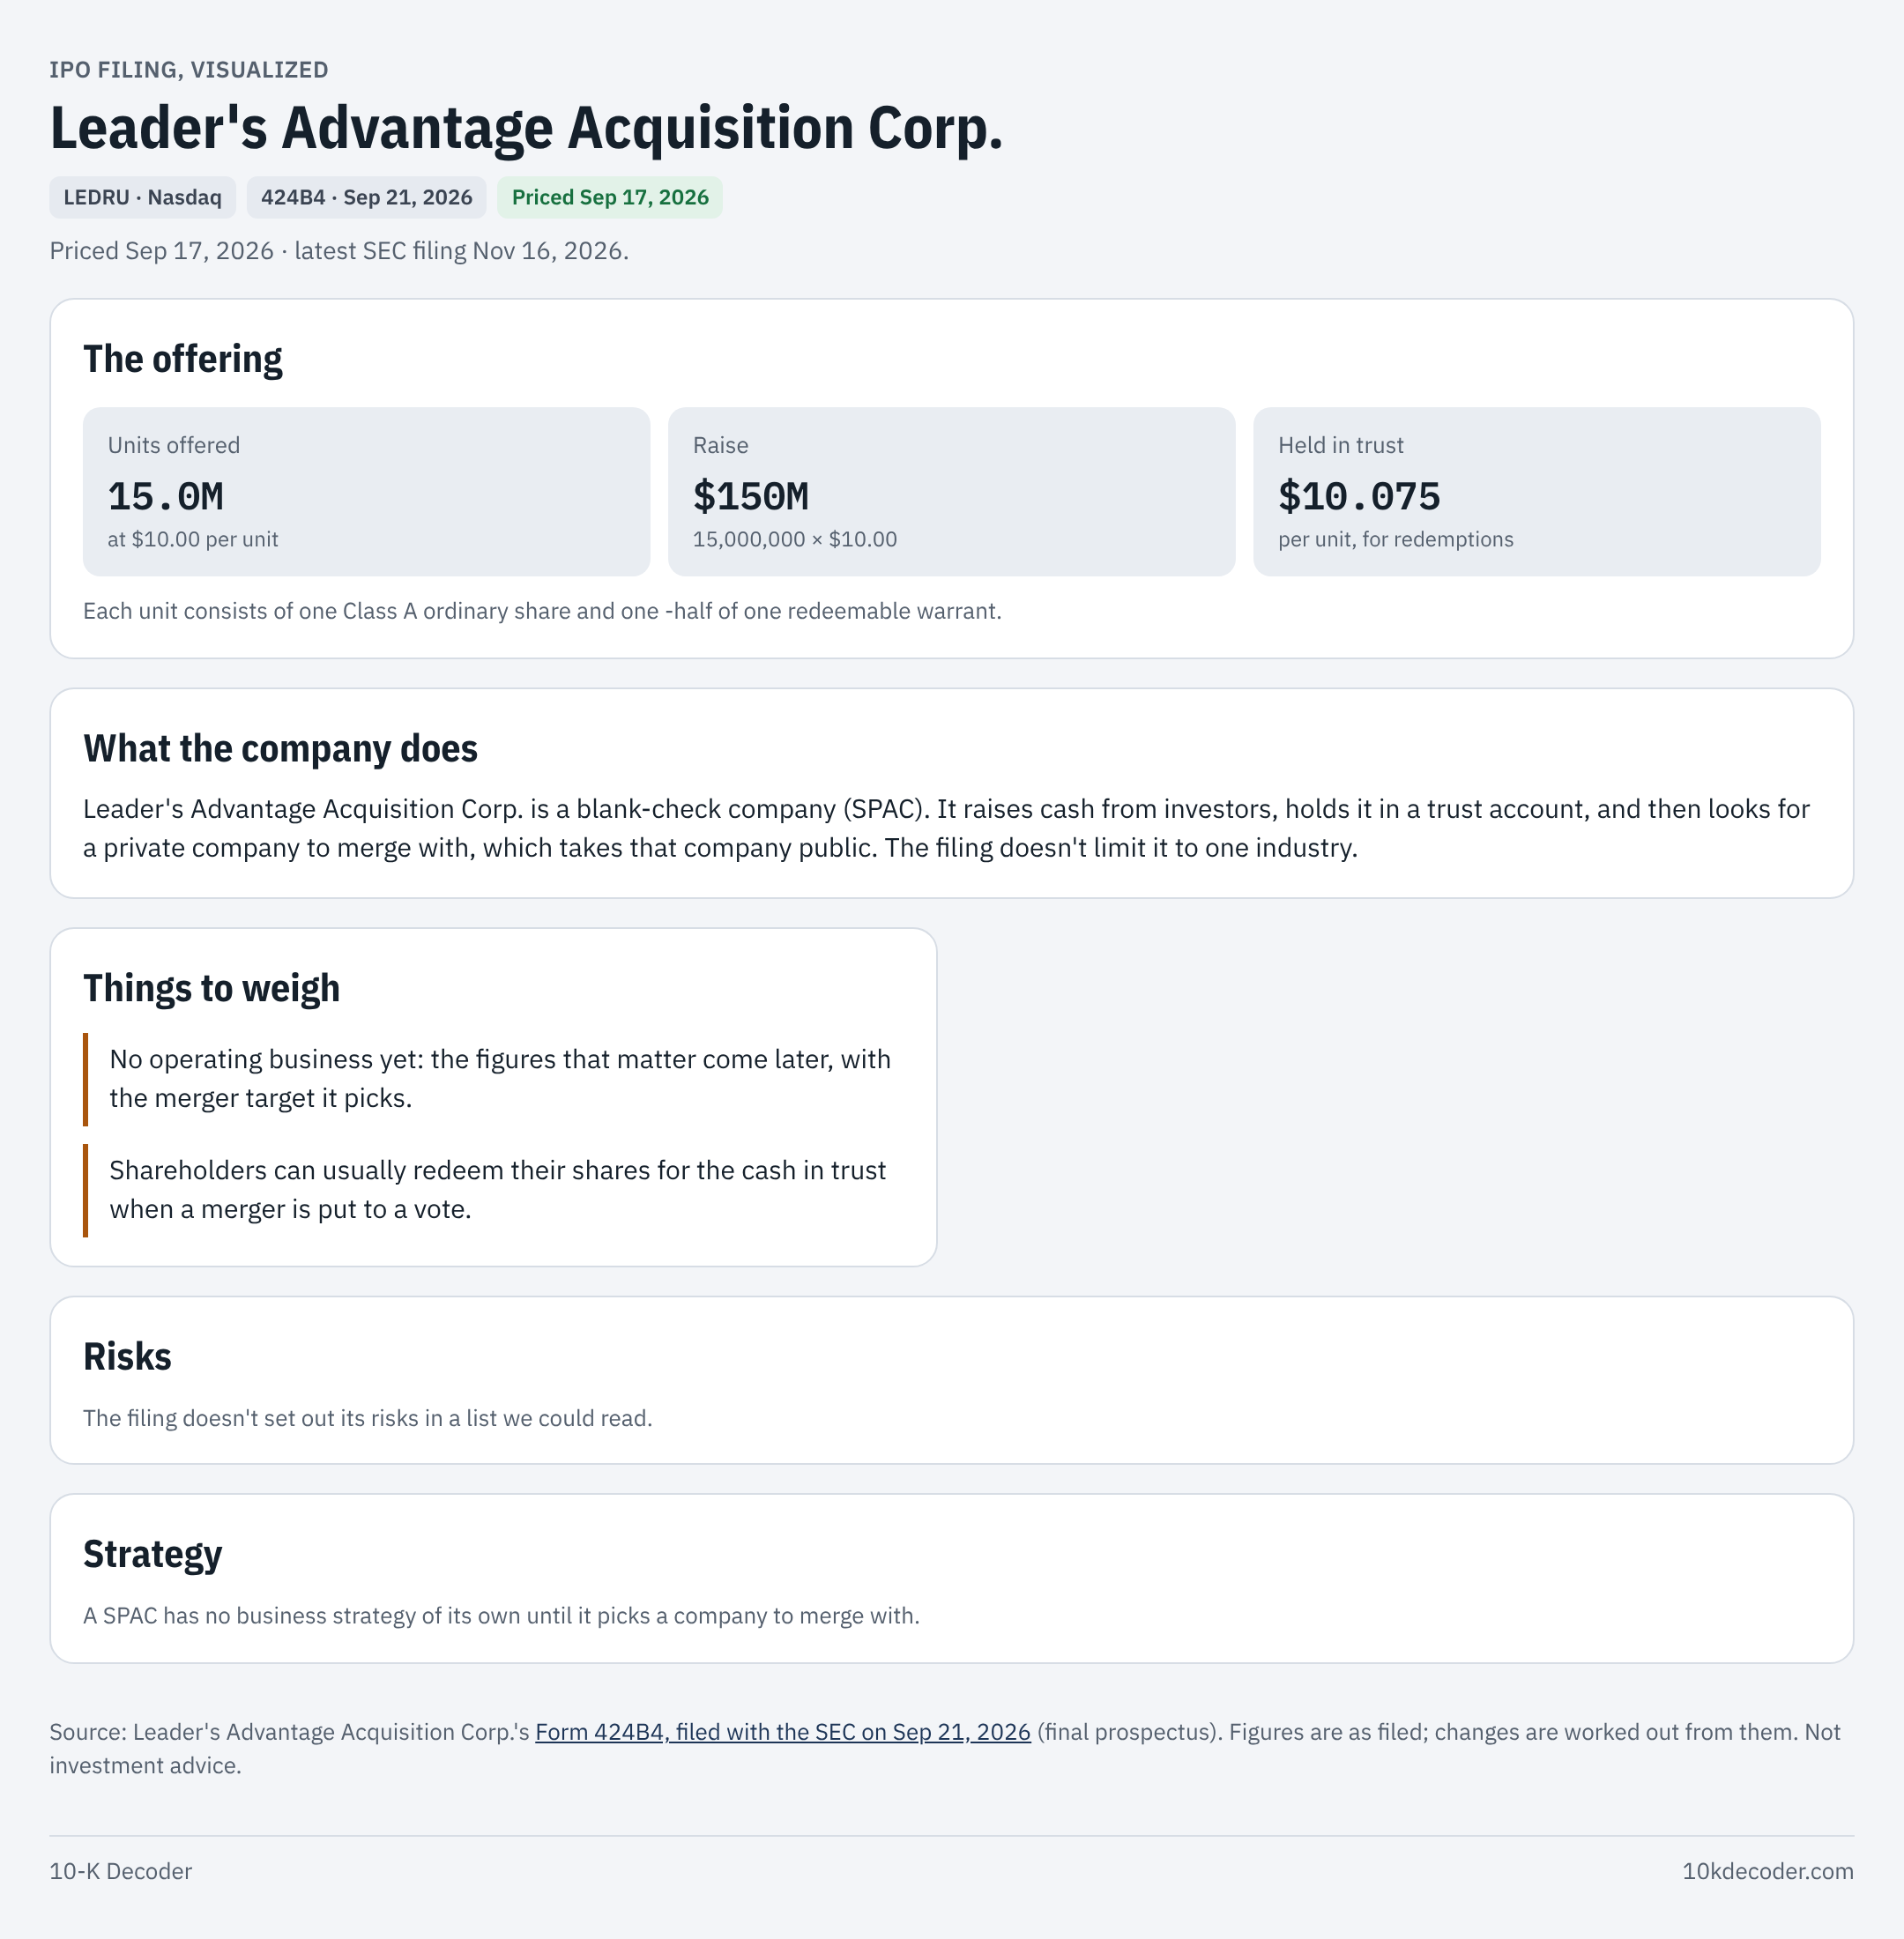 IPO FILING, VISUALIZED
Leader's Advantage Acquisition Corp.
LEDRU · Nasdaq 424B4 · Sep 21, 2026 Priced Sep 17, 2026
Priced Sep 17, 2026 · latest SEC filing Nov 16, 2026.
The offering
Units offered
15.0M
at $10.00 per unit
Raise
$150M
15,000,000 × $10.00
Held in trust
$10.075
per unit, for redemptions
Each unit consists of one Class A ordinary share and one -half of one redeemable warrant.
What the company does
Leader's Advantage Acquisition Corp. is a blank-check company (SPAC). It raises cash from investors, holds it in a trust account, and then looks for
a private company to merge with, which takes that company public. The filing doesn't limit it to one industry.
Things to weigh
No operating business yet: the figures that matter come later, with
the merger target it picks.
Shareholders can usually redeem their shares for the cash in trust
when a merger is put to a vote.
Risks
The filing doesn't set out its risks in a list we could read.
Strategy
A SPAC has no business strategy of its own until it picks a company to merge with.
Source: Leader's Advantage Acquisition Corp.'s Form 424B4, filed with the SEC on Sep 21, 2026 (final prospectus). Figures are as filed; changes are worked out from them. Not
investment advice.
10-K Decoder
10kdecoder.com